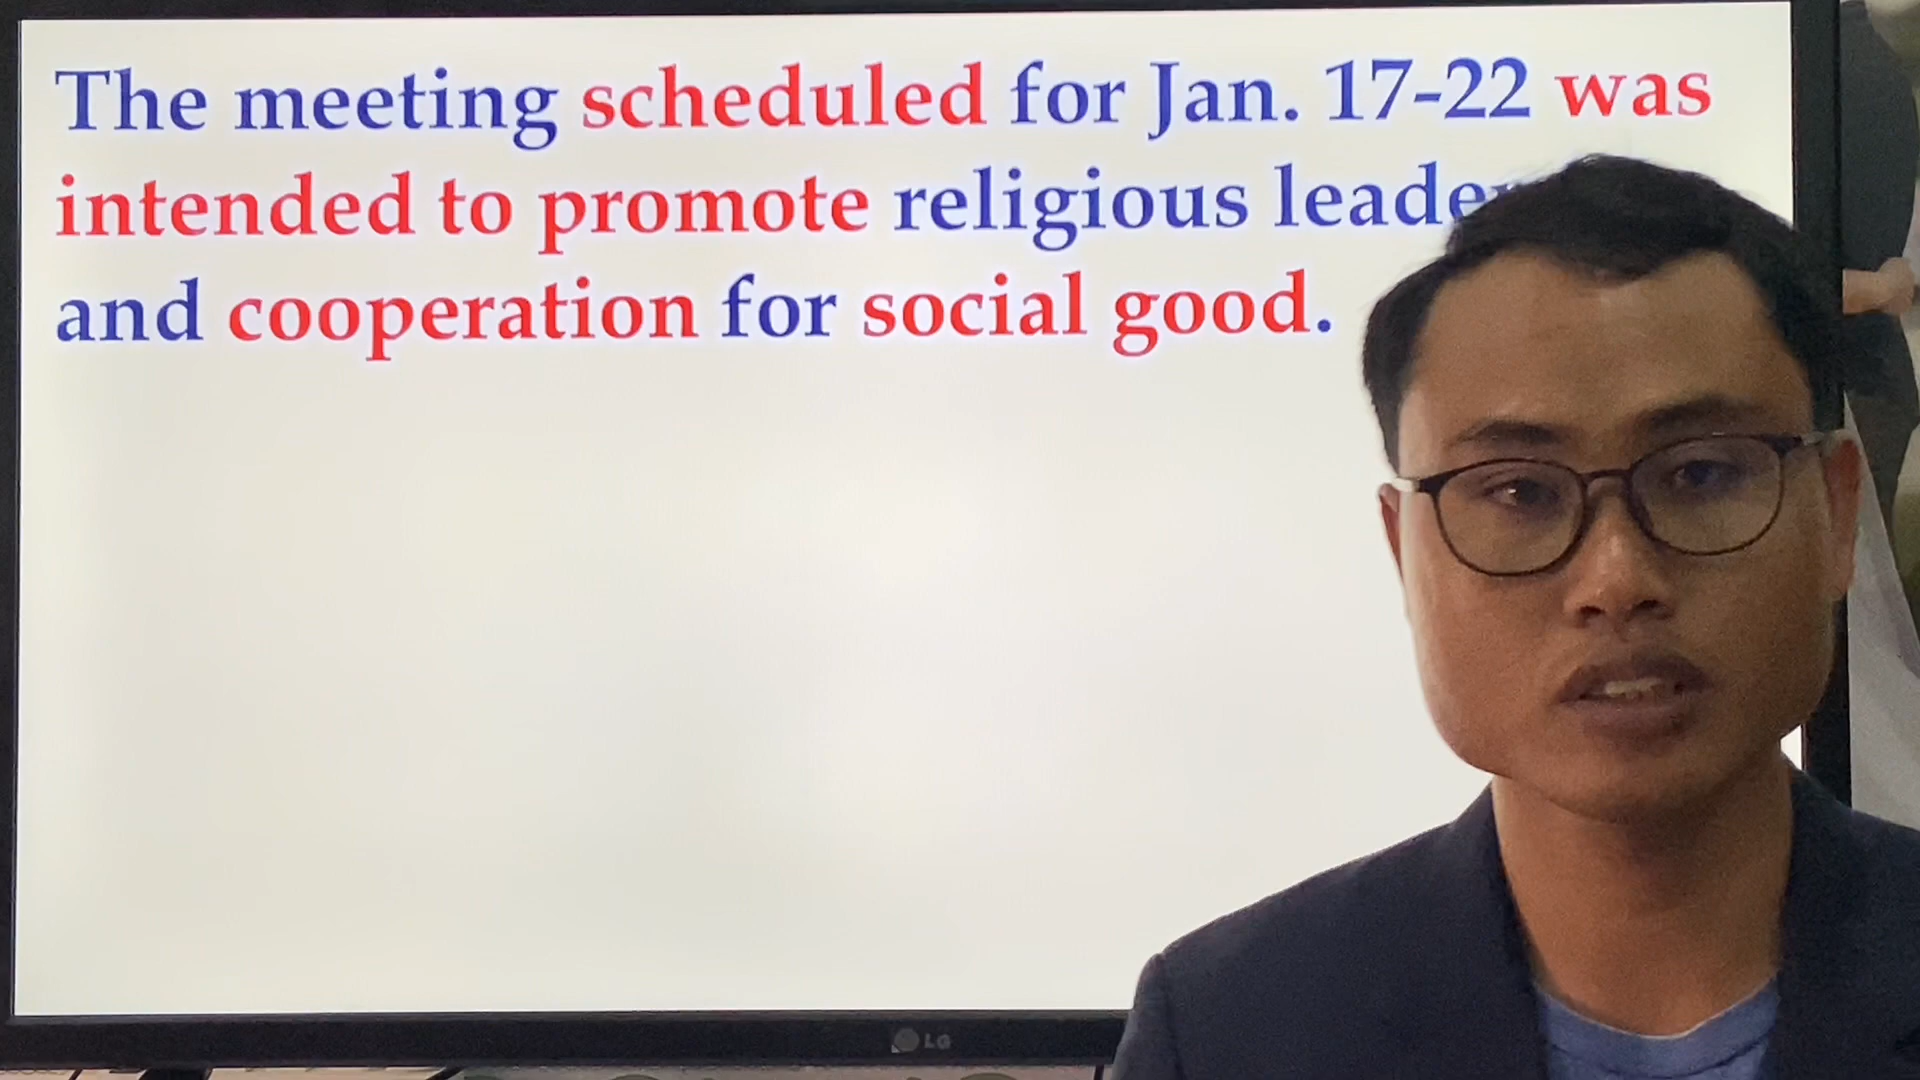 The meeting scheduled for Jan. 17-22 was
intended to promote religious
and cooperation for social good.
LG